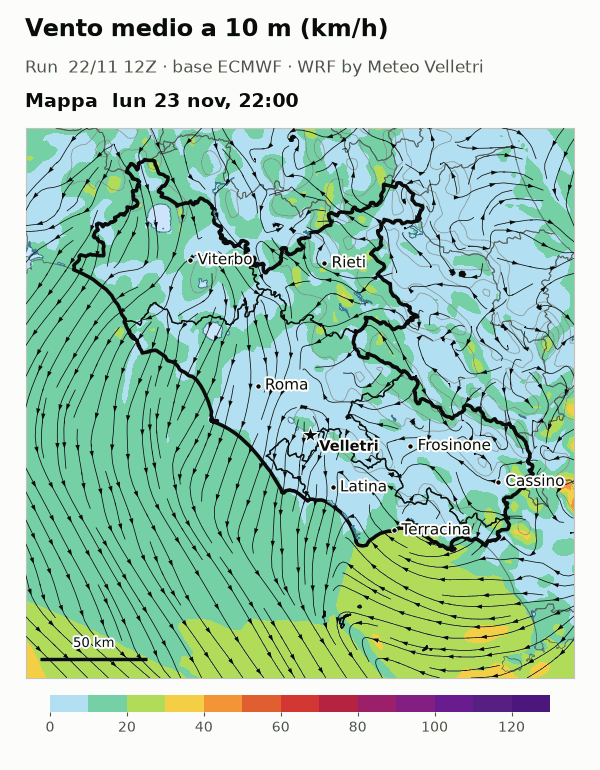 Vento medio a 10 m (km/h)
Run  22/11 12Z · base ECMWF · WRF by Meteo Velletri
Mappa  lun 23 nov, 22:00
Viterbo
Rieti
Roma
Velletri
Frosinone
Cassino
Latina
Terracina
50 km
0 20 40 60 80 100 120